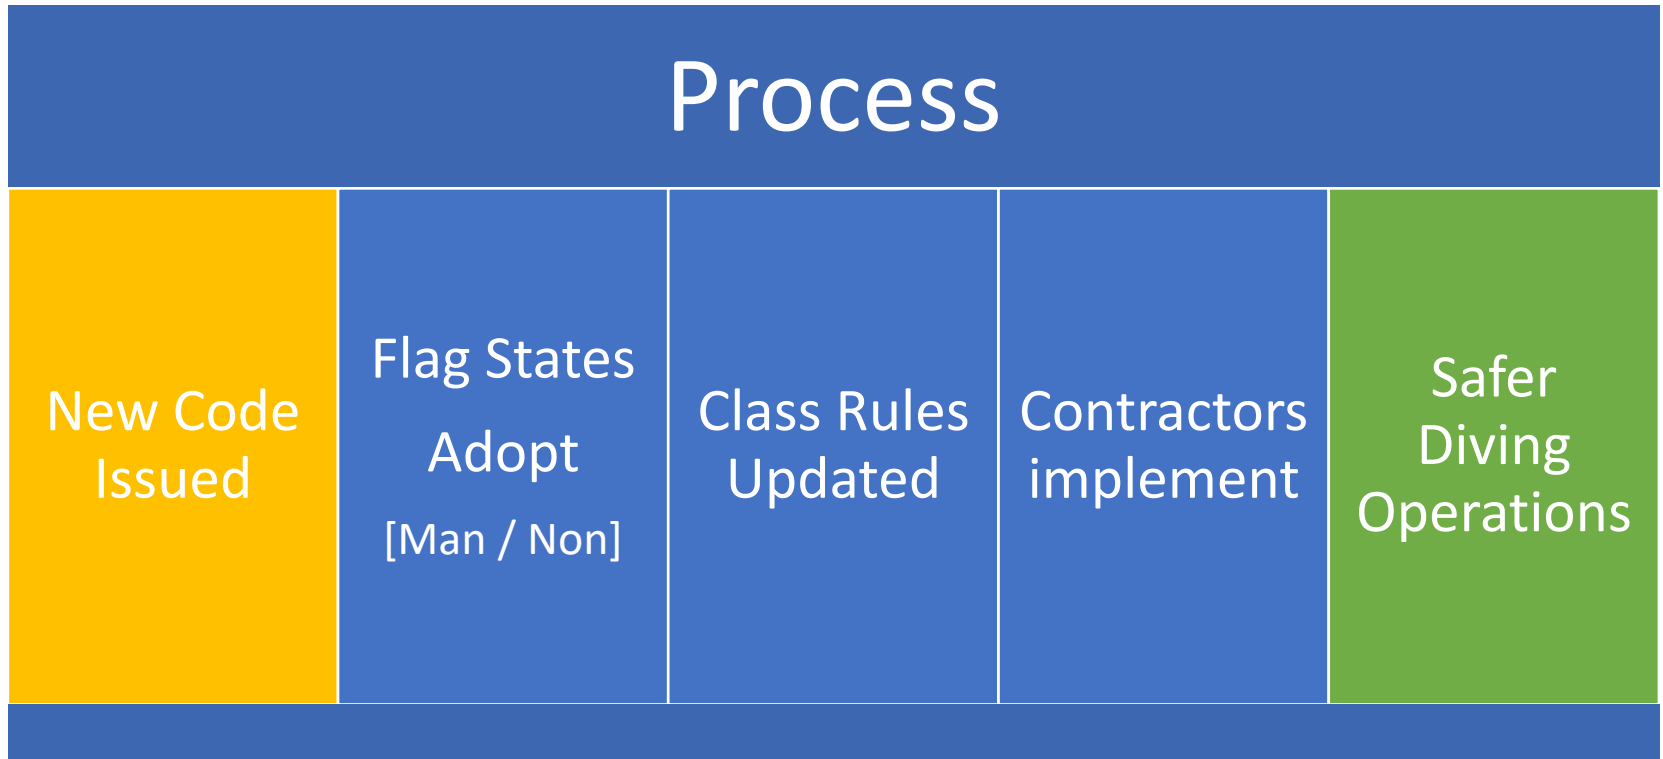 Process
New Code
Issued
Flag States
Adopt
[Man / Non]
Class Rules
Updated
Contractors
implement
Safer
Diving
Operations